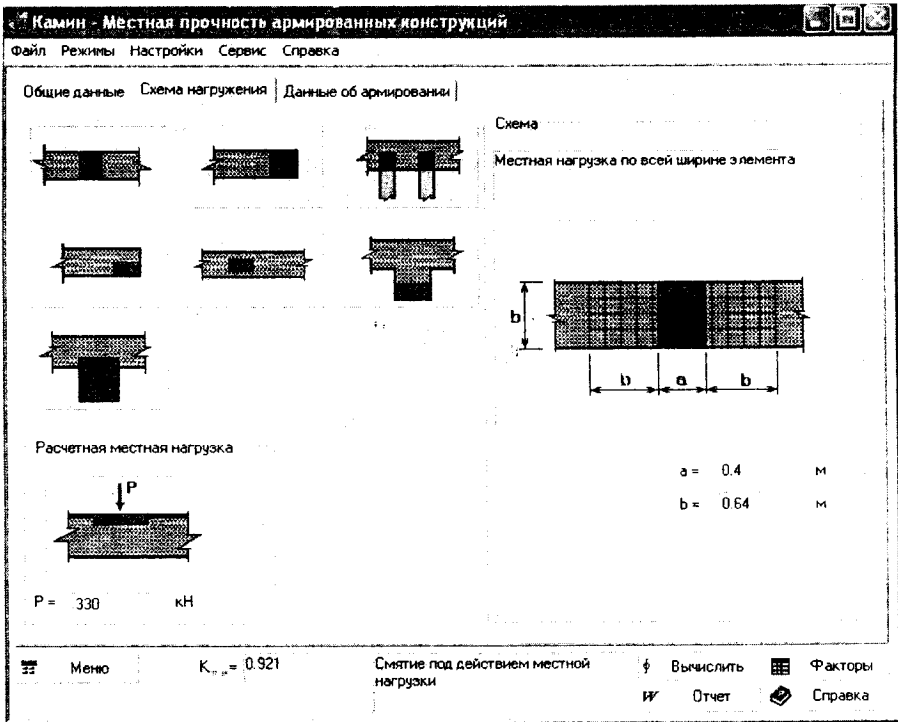 Камин - Местная прочность армированных конструкций
Файл Режимы Настройки Сервис Справка
Общие данные Схема нагружения Данные об армировании
Схема
Местная нагрузка по всей ширине элемента
b
b a b
a = 0.4 м
b = 0.64 м
Расчетная местная нагрузка
P
P = 330 кН
Меню
K = 0.921
Смятие под действием местной
нагрузки
Вычислить
Факторы
W Отчет
Справка